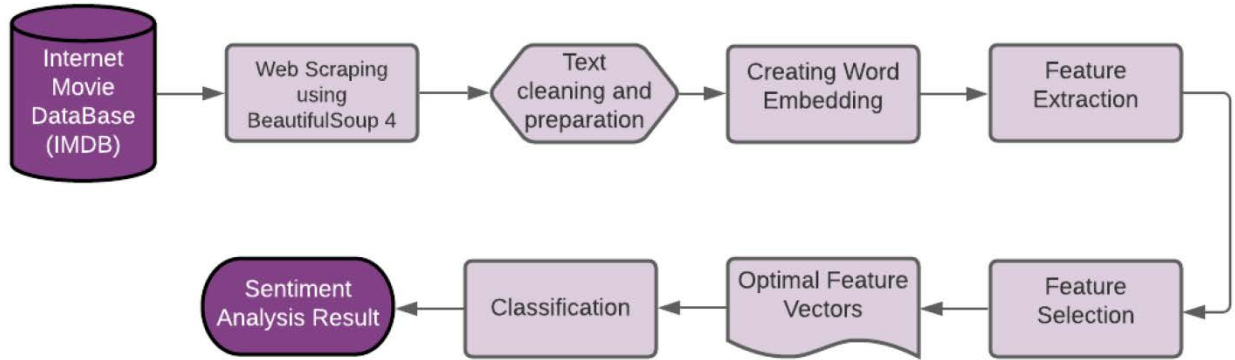 Internet
Movie
DataBase
(IMDB)
Web Scraping
using
BeautifulSoup 4
Text
cleaning and
preparation
Creating Word
Embedding
Feature
Extraction
Feature
Selection
Optimal Feature
Vectors
Classification
Sentiment
Analysis Result